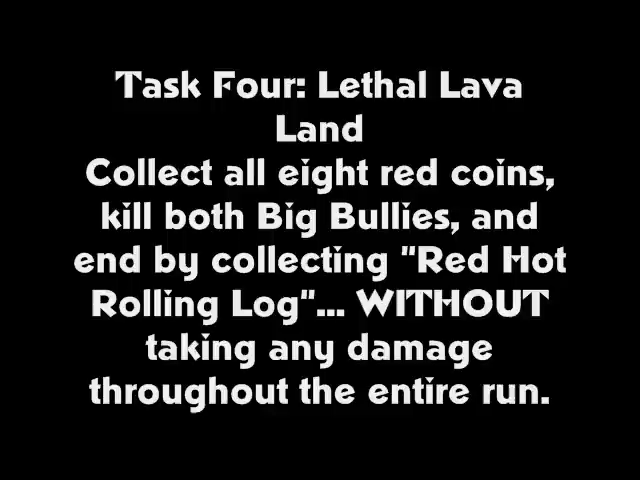 Task Four: Lethal Lava
Land
Collect all eight red coins,
kill both Big Bullies, and
end by collecting "Red Hot
Rolling Log"... WITHOUT
taking any damage
throughout the entire run.